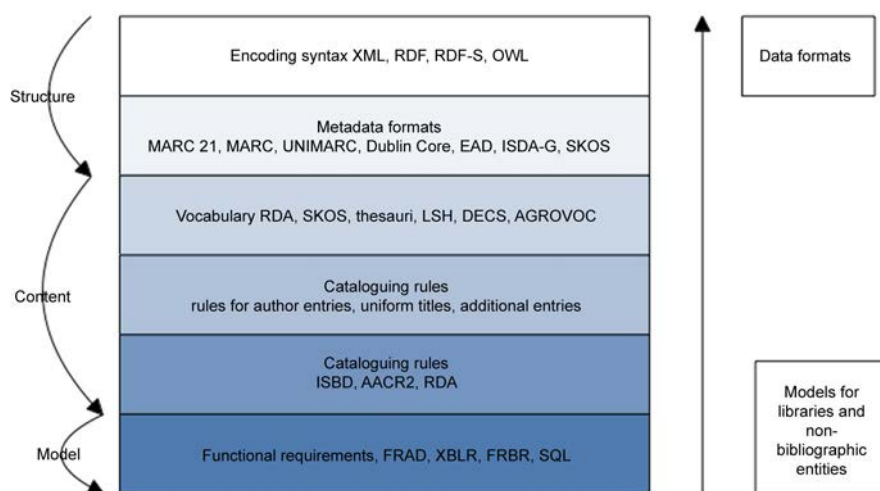 Structure
Content
Model
Encoding syntax XML, RDF, RDF-S, OWL
Metadata formats
MARC 21, MARC, UNIMARC, Dublin Core, EAD, ISDA-G, SKOS
Vocabulary RDA, SKOS, thesauri, LSH, DECS, AGROVOC
Cataloguing rules
rules for author entries, uniform titles, additional entries
Cataloguing rules
ISBD, AACR2, RDA
Functional requirements, FRAD, XBLR, FRBR, SQL
Data formats
Models for
libraries and
non-
bibliographic
entities